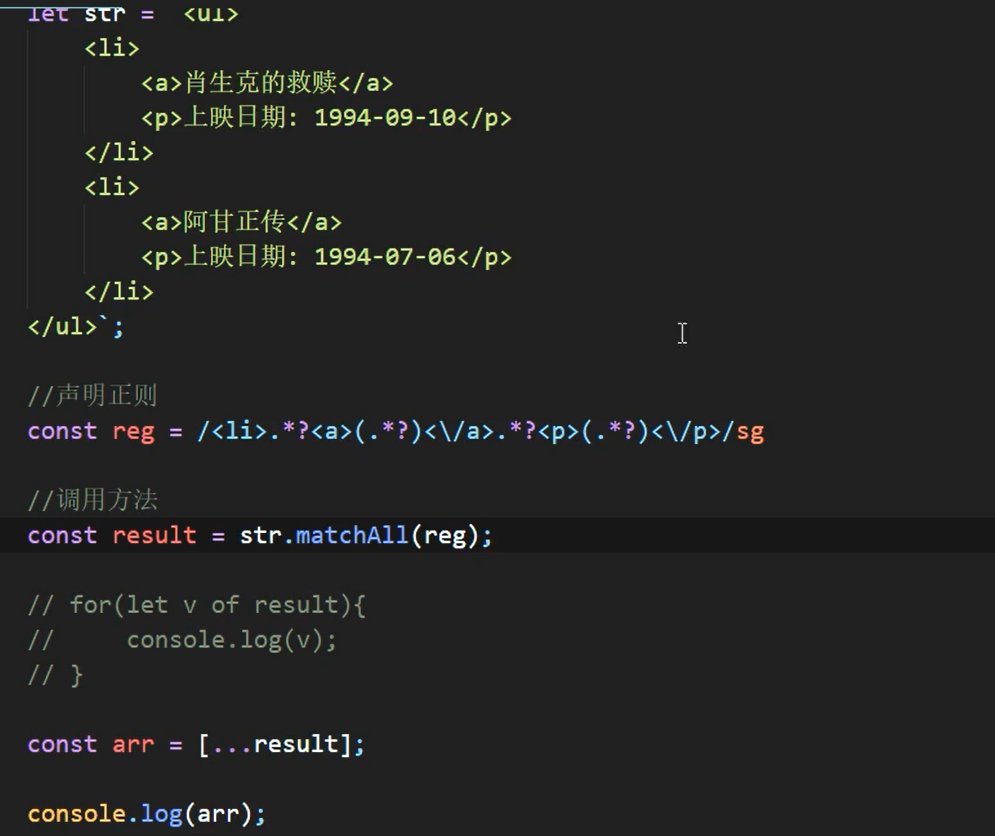 let str =  <ul>
<li>
<a>肖生克的救赎</a>
<p>上映日期: 1994-09-10</p>
</li>
<li>
<a>阿甘正传</a>
<p>上映日期: 1994-07-06</p>
</li>
</ul>`;
//声明正则
const reg = /<li>.*?<a>(.*?)<\/a>.*?<p>(.*?)<\/p>/sg
//调用方法
const result = str.matchAll(reg);
// for(let v of result){
//     console.log(v);
// }
const arr = [...result];
console.log(arr);